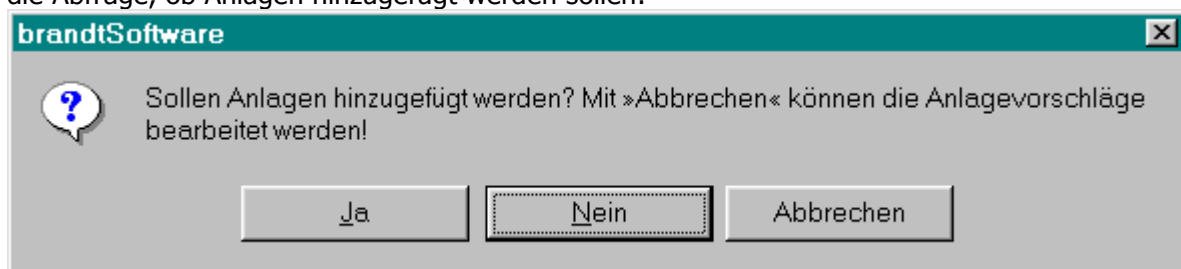 die Abfrage, ob Anlagen hinzugefügt werden sollen.
brandtSoftware
Sollen Anlagen hinzugefügt werden? Mit »Abbrechen« können die Anlagevorschläge
bearbeitet werden!
Ja
Nein
Abbrechen